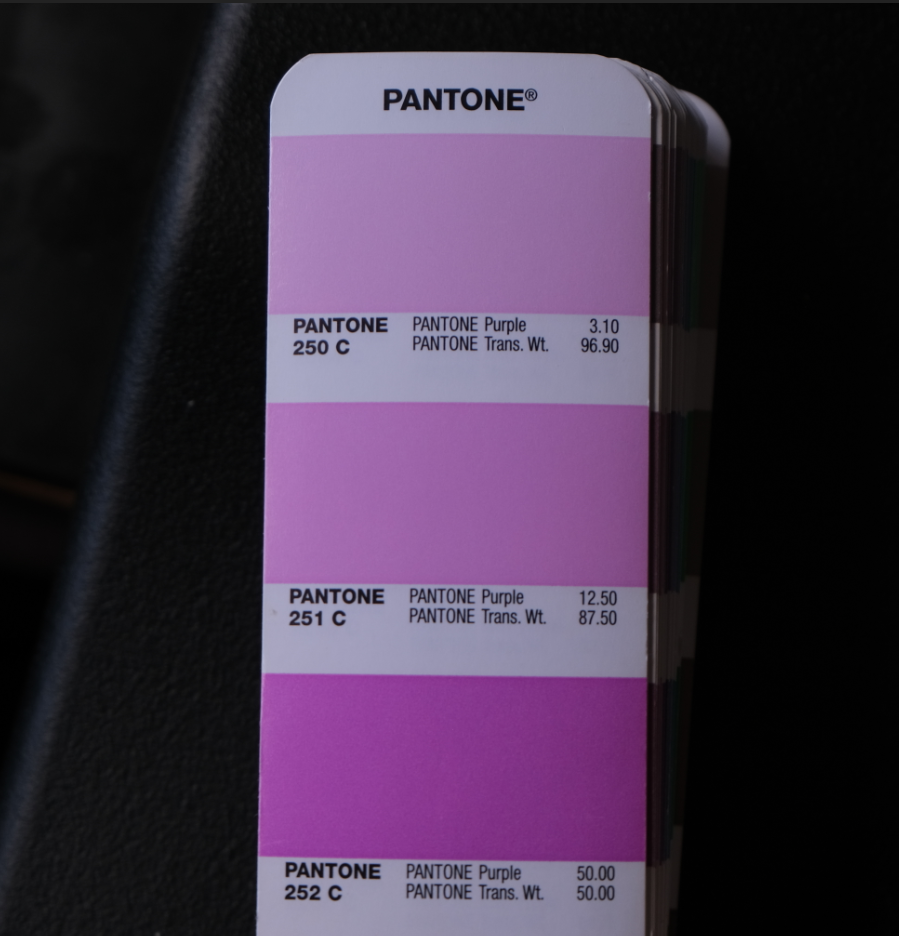 PANTONE®
PANTONE PANTONE Purple 3.10
250 C PANTONE Trans. Wt. 96.90
PANTONE PANTONE Purple 12.50
251 C PANTONE Trans. Wt. 87.50
PANTONE PANTONE Purple 50.00
252 C PANTONE Trans. Wt. 50.00